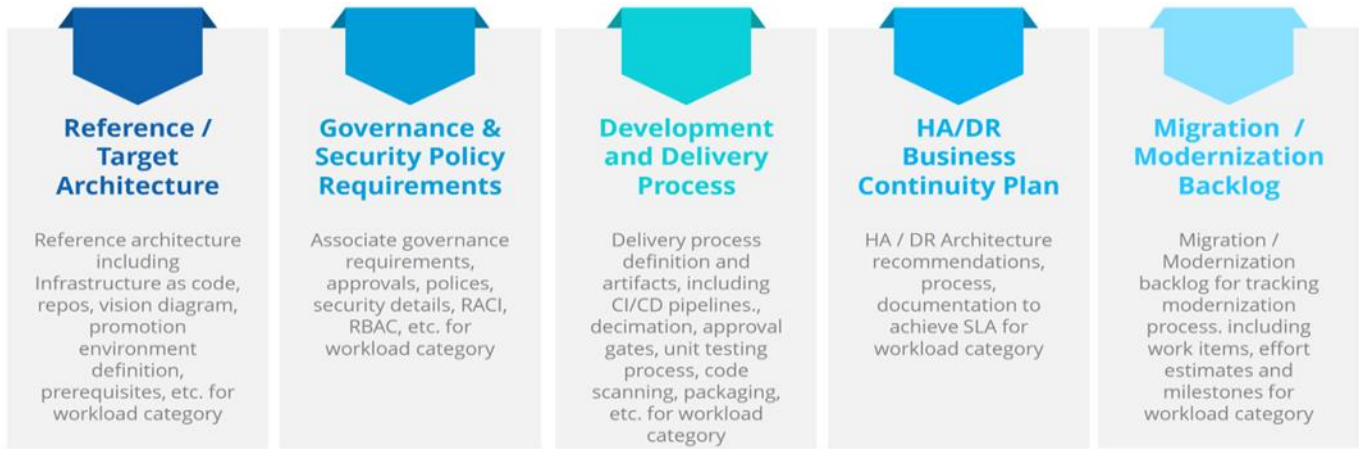 Reference /
Target
Architecture
Reference architecture
including
Infrastructure as code,
repos, vision diagram,
promotion
environment
definition,
prerequisites, etc. for
workload category
Governance &
Security Policy
Requirements
Associate governance
requirements,
approvals, polices,
security details, RACI,
RBAC, etc. for
workload category
Development
and Delivery
Process
Delivery process
definition and
artifacts, including
CI/CD pipelines.,
decimation, approval
gates, unit testing
process, code
scanning, packaging,
etc. for workload
category
HA/DR
Business
Continuity Plan
HA / DR Architecture
recommendations,
process,
documentation to
achieve SLA for
workload category
Migration /
Modernization
Backlog
Migration /
Modernization
backlog for tracking
modernization
process. including
work items, effort
estimates and
milestones for
workload category